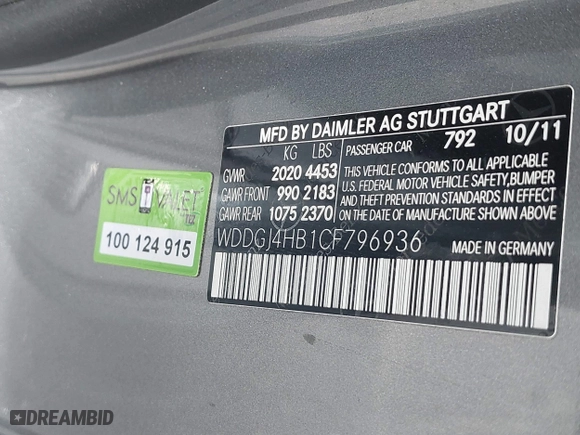 MFD BY DAIMLER AG STUTTGART
KG LBS PASSENGER CAR 792 10/11
GVWR 2020 4453
GAWR FRONT 990 2183
GAWR REAR 1075 2370
THIS VEHICLE CONFORMS TO ALL APPLICABLE
U.S. FEDERAL MOTOR VEHICLE SAFETY, BUMPER
AND THEFT PREVENTION STANDARDS IN EFFECT
ON THE DATE OF MANUFACTURE SHOWN ABOVE.
WDDGJ4HB1CF796936 MADE IN GERMANY
SMS VALET
100 124 915
DREAMBID